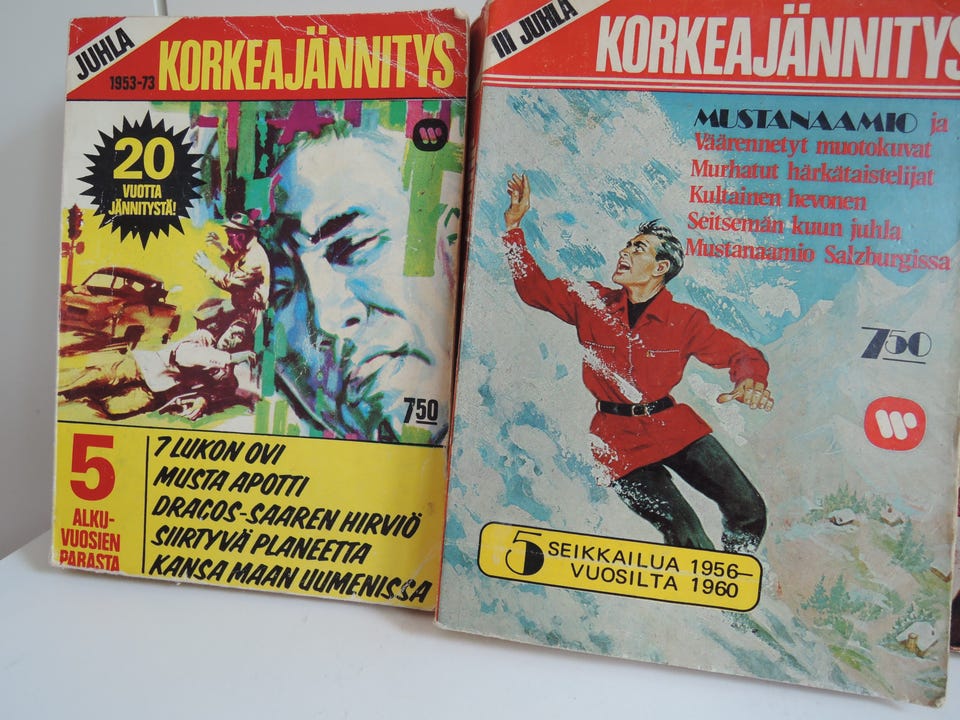 JUHLA
1953-73
KORKEAJÄNNITYS
20
VUOTTA
JÄNNITYSTÄ!
7.50
5
ALKU-
VUOSIEN
PARASTA
7 LUKON OVI
MUSTA APOTTI
DRACOS-SAAREN HIRVIÖ
SIIRTYVÄ PLANEETTA
KANSA MAAN UUMENISSA
III JUHLA
KORKEAJÄNNITYS
MUSTANAAMIO ja
Väärennetyt muotokuvat
Murhatut härkätaistelijat
Kultainen hevonen
Seitsemän kuun juhla
Mustanaamio Salzburgissa
7.50
5 SEIKKAILUA 1956–
VUOSILTA 1960